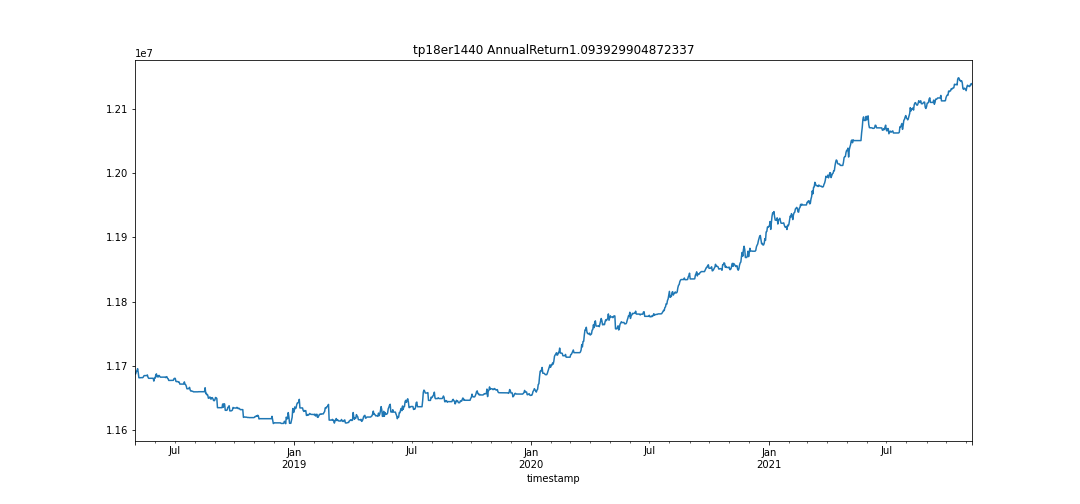 tp18er1440 AnnualReturn1.093929904872337
1e7
1.21
1.20
1.19
1.18
1.17
1.16
Jul
Jan
2019
Jul
Jan
2020
Jul
Jan
2021
Jul
timestamp